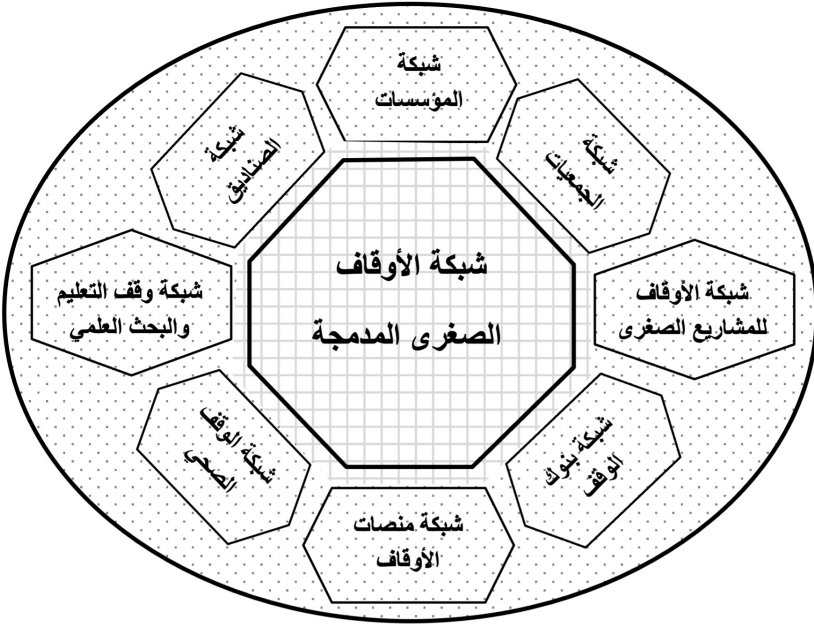 شبكة
المؤسسات
شبكة
الجمعيات
شبكة
الصناديق
شبكة الأوقاف
الصغرى المدمجة
شبكة الأوقاف
للمشاريع الصغرى
شبكة وقف التعليم
والبحث العلمي
شبكة بنوك
الوقف
شبكة الوقف
الصحي
شبكة منصات
الأوقاف